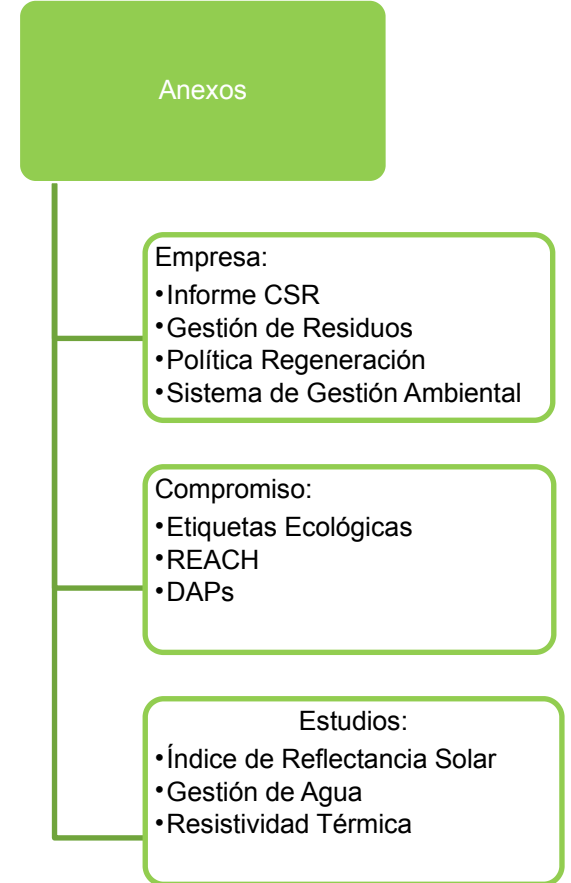 Anexos
Empresa:
•Informe CSR
•Gestión de Residuos
•Política Regeneración
•Sistema de Gestión Ambiental
Compromiso:
•Etiquetas Ecológicas
•REACH
•DAPs
Estudios:
•Índice de Reflectancia Solar
•Gestión de Agua
•Resistividad Térmica